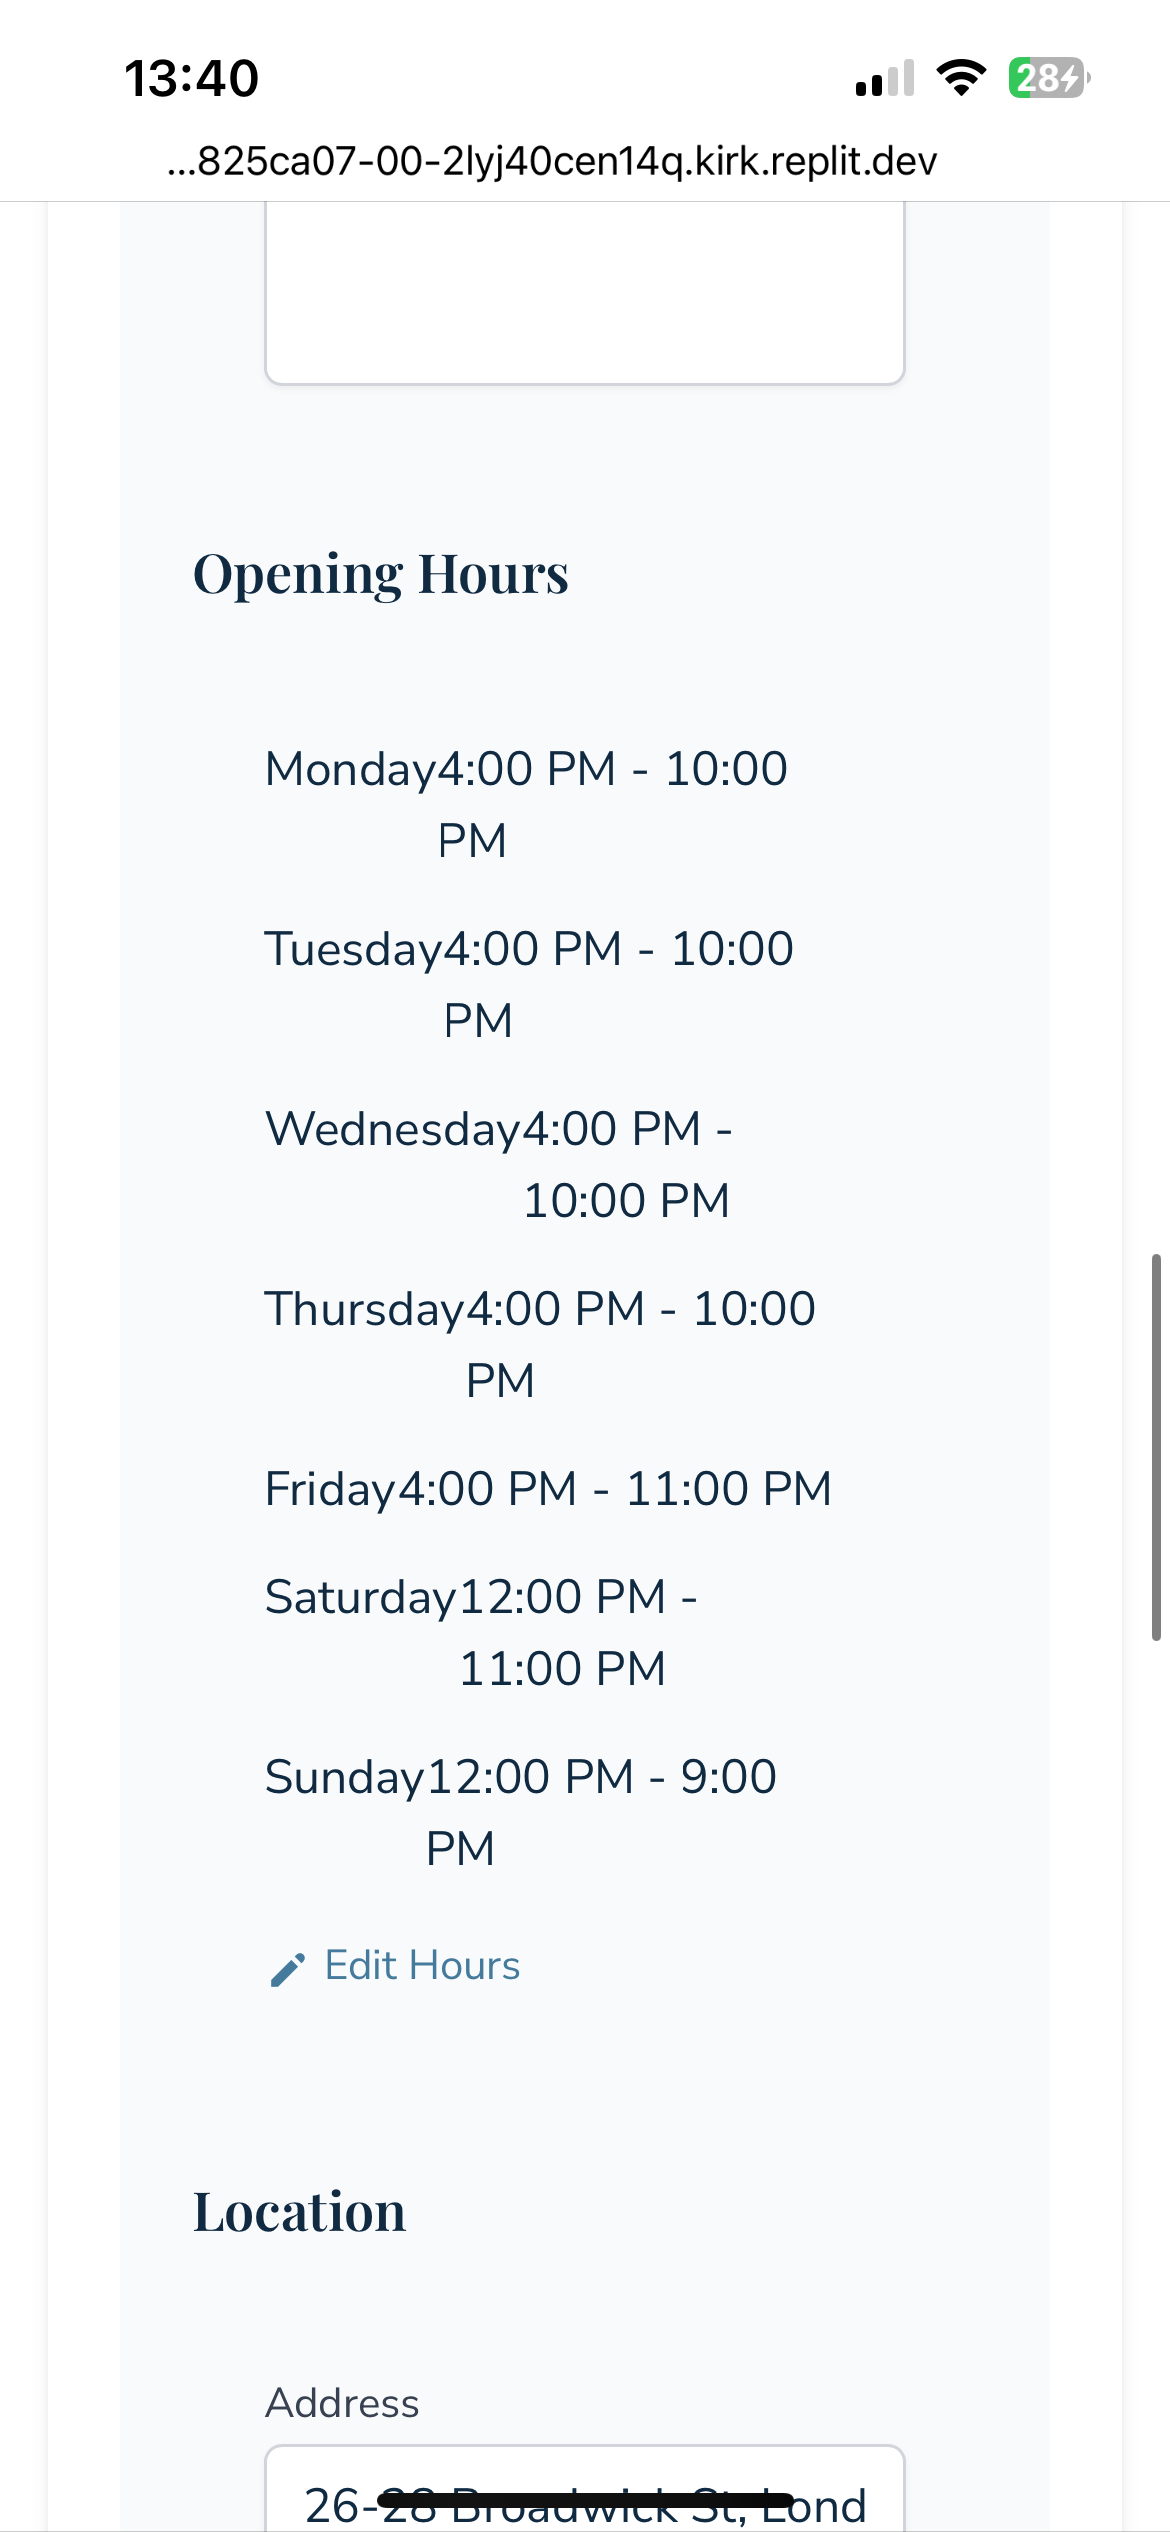 13:40
28
...825ca07-00-2lyj40cen14q.kirk.replit.dev
Opening Hours
Monday4:00 PM - 10:00
PM
Tuesday4:00 PM - 10:00
PM
Wednesday4:00 PM -
10:00 PM
Thursday4:00 PM - 10:00
PM
Friday4:00 PM - 11:00 PM
Saturday12:00 PM -
11:00 PM
Sunday12:00 PM - 9:00
PM
Edit Hours
Location
Address
26-